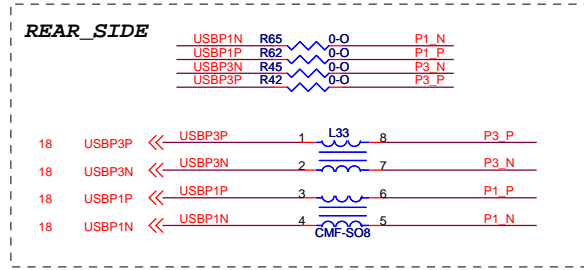 REAR_SIDE
USBP1N R65 0-O P1_N
USBP1P R62 0-O P1_P
USBP3N R45 0-O P3_N
USBP3P R42 0-O P3_P
L33
18 USBP3P USBP3P 1 8 P3_P
18 USBP3N USBP3N 2 7 P3_N
18 USBP1P USBP1P 3 6 P1_P
18 USBP1N USBP1N 4 5 P1_N
CMF-SO8